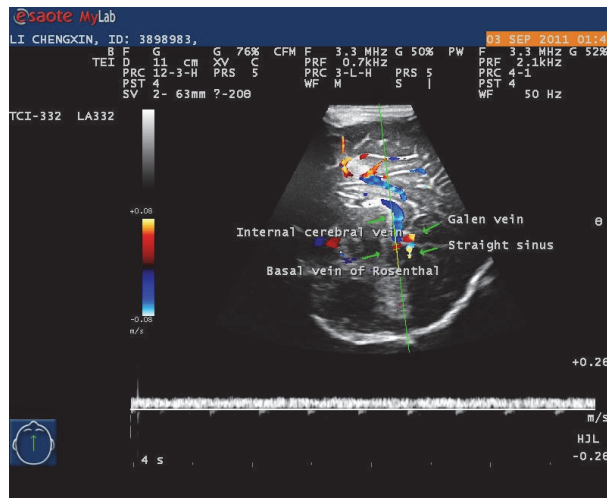 esaote MyLab
LI CHENGXIN, ID: 3898983,
03 SEP 2011 01:4
B F G G 76% CFM F 3.3 MHz G 50% PW F 3.3 MHz G 52%
TEI D 11 cm XV C PRF 0.7kHz PRF 2.1kHz
PRC 12-3-H PRS 5 PRC 3-L-H PRS 5 PRC 4-1
PST 4 WF M S | PST 4
SV 2- 63mm ?-20θ WF 50 Hz
TCI-332 LA332
+0.08
-0.08
m/s
Internal cerebral vein
Galen vein
Straight sinus
Basal vein of Rosenthal
θ
+0.26
m/s
HJL
-0.26
4 s